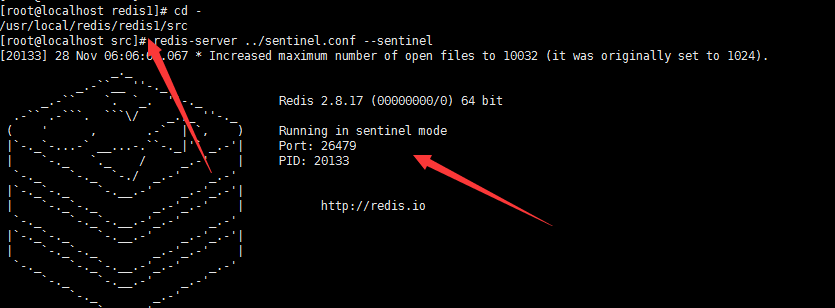 [root@localhost redis1]# cd -
/usr/local/redis/redis1/src
[root@localhost src]# redis-server ../sentinel.conf --sentinel
[20133] 28 Nov 06:06:0 .067 * Increased maximum number of open files to 10032 (it was originally set to 1024).
Redis 2.8.17 (00000000/0) 64 bit
Running in sentinel mode
Port: 26479
PID: 20133
http://redis.io